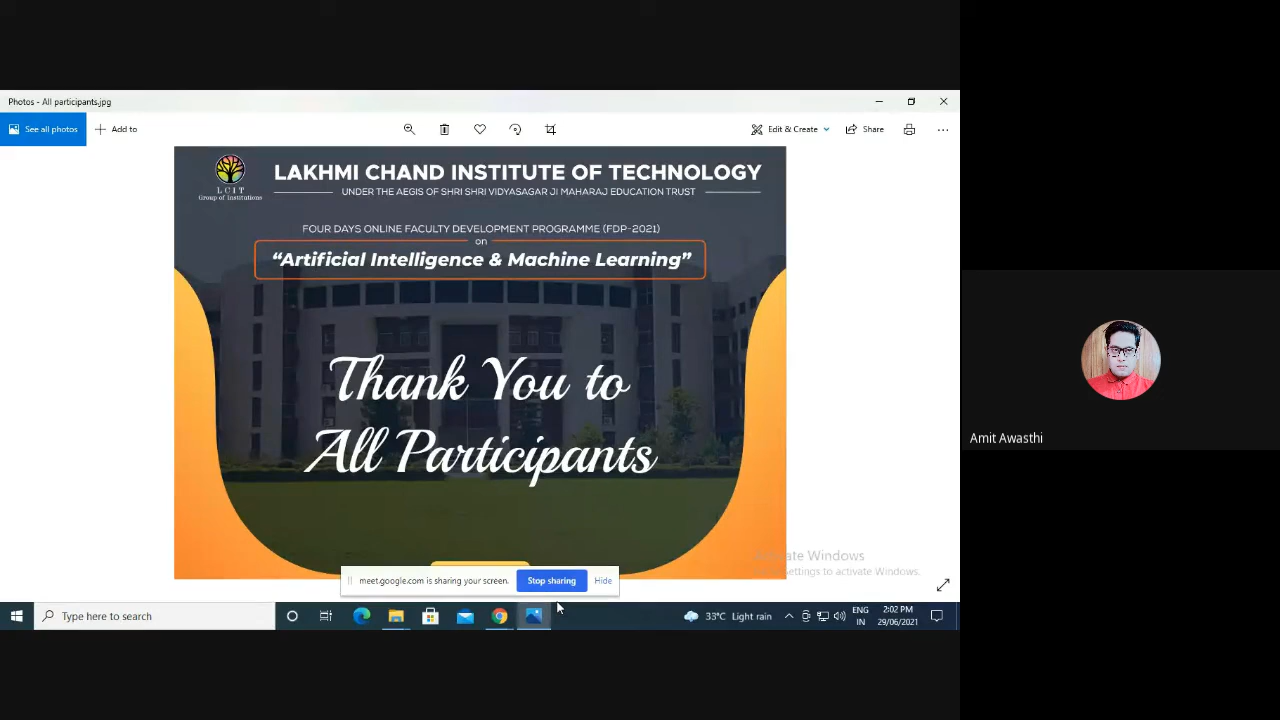 Photos - All participants.jpg
See all photos
Add to
Edit & Create
Share
LCIT
Group of Institutions
LAKHMI CHAND INSTITUTE OF TECHNOLOGY
UNDER THE AEGIS OF SHRI SHRI VIDYASAGAR JI MAHARAJ EDUCATION TRUST
FOUR DAYS ONLINE FACULTY DEVELOPMENT PROGRAMME (FDP-2021)
on
“Artificial Intelligence & Machine Learning”
Thank You to
All Participants
Amit Awasthi
Windows
to activate Windows.
meet.google.com is sharing your screen.
Stop sharing
Hide
Type here to search
33°C Light rain
ENG
IN
2:02 PM
29/06/2021